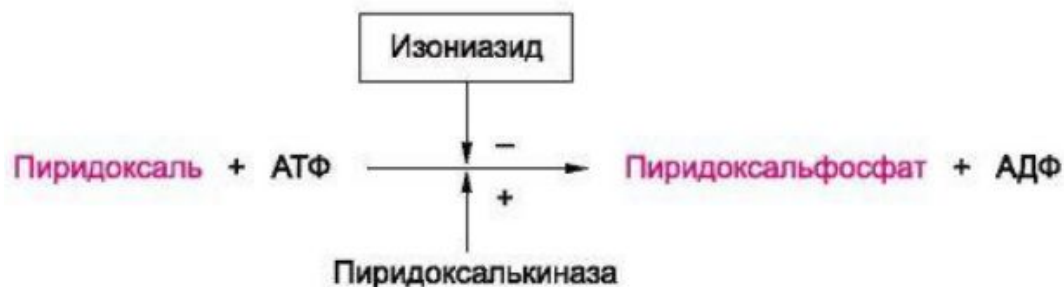 Изониазид
–
Пиридоксаль + АТФ Пиридоксальфосфат + АДФ
+
Пиридоксалькиназа